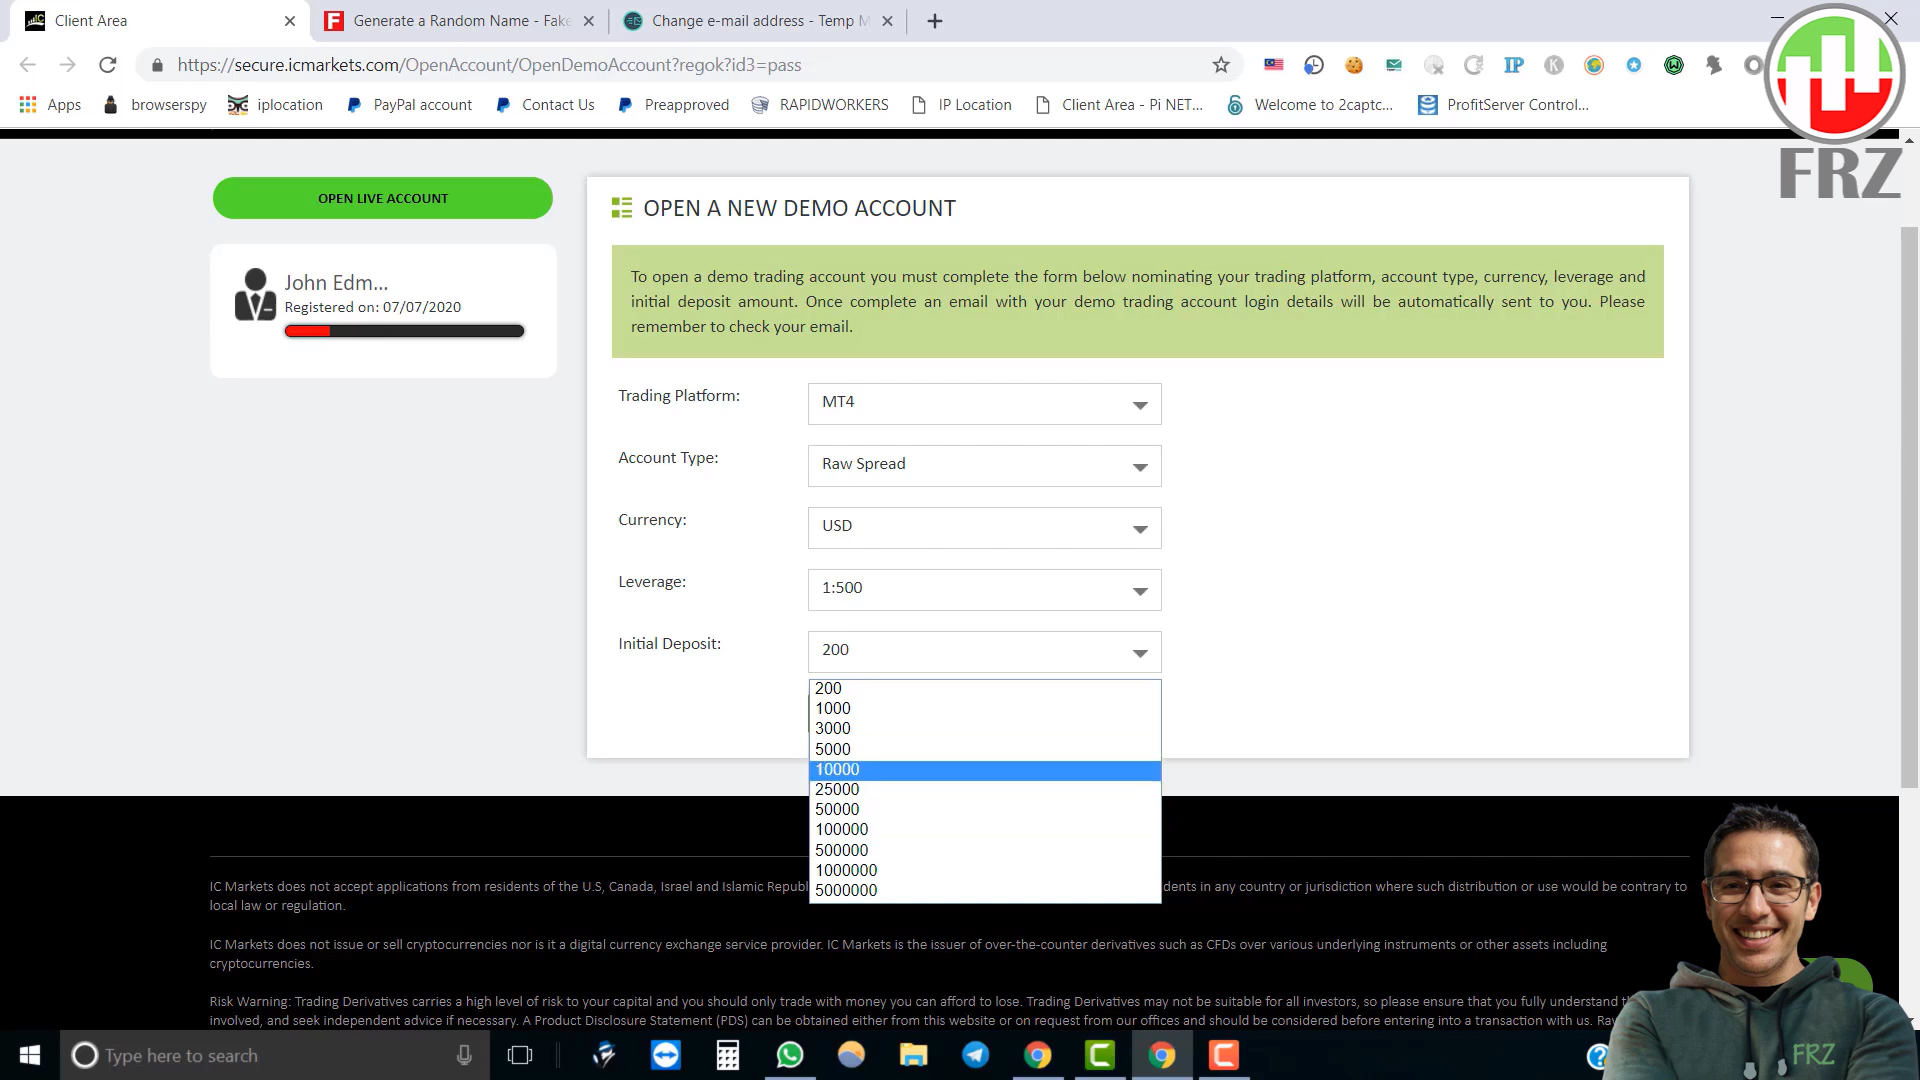 Client Area
Generate a Random Name - Fake
Change e-mail address - Temp M
https://secure.icmarkets.com/OpenAccount/OpenDemoAccount?regok?id3=pass
IP
Apps
browserspy
iplocation
PayPal account
Contact Us
Preapproved
RAPIDWORKERS
IP Location
Client Area - Pi NET...
Welcome to 2captc...
ProfitServer Control...
FRZ
OPEN LIVE ACCOUNT
John Edm...
Registered on: 07/07/2020
OPEN A NEW DEMO ACCOUNT
To open a demo trading account you must complete the form below nominating your trading platform, account type, currency, leverage and
initial deposit amount. Once complete an email with your demo trading account login details will be automatically sent to you. Please
remember to check your email.
Trading Platform:
MT4
Account Type:
Raw Spread
Currency:
USD
Leverage:
1:500
Initial Deposit:
200
200
1000
3000
5000
10000
25000
50000
100000
500000
1000000
5000000
IC Markets does not accept applications from residents of the U.S, Canada, Israel and Islamic Repu
dents in any country or jurisdiction where such distribution or use would be contrary to
local law or regulation.
IC Markets does not issue or sell cryptocurrencies nor is it a digital currency exchange service provider. IC Markets is the issuer of over-the-counter derivatives such as CFDs over various underlying instruments or other assets including
cryptocurrencies.
Risk Warning: Trading Derivatives carries a high level of risk to your capital and you should only trade with money you can afford to lose. Trading Derivatives may not be suitable for all investors, so please ensure that you fully understand
involved, and seek independent advice if necessary. A Product Disclosure Statement (PDS) can be obtained either from this website or on request from our offices and should be considered before entering into a transaction with us.
Type here to search
FRZ